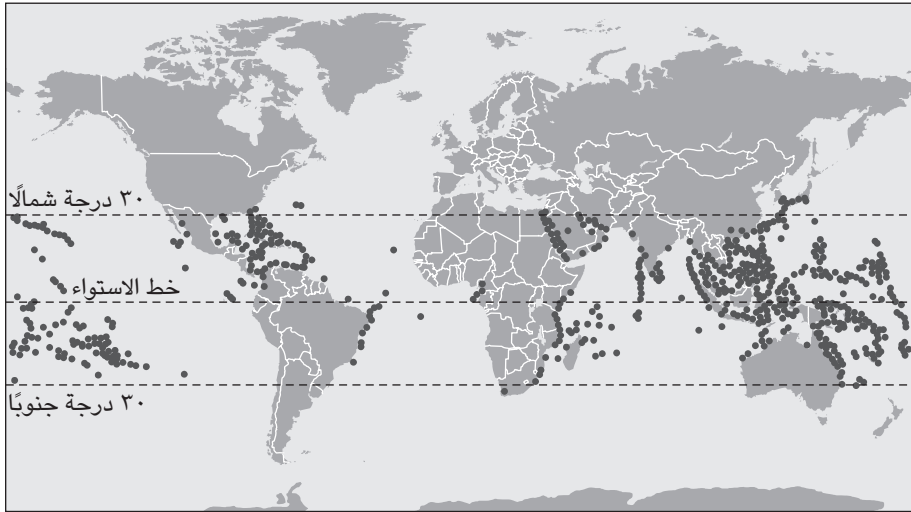 ٣٠ درجة شمالًا
خط الاستواء
٣٠ درجة جنوبًا